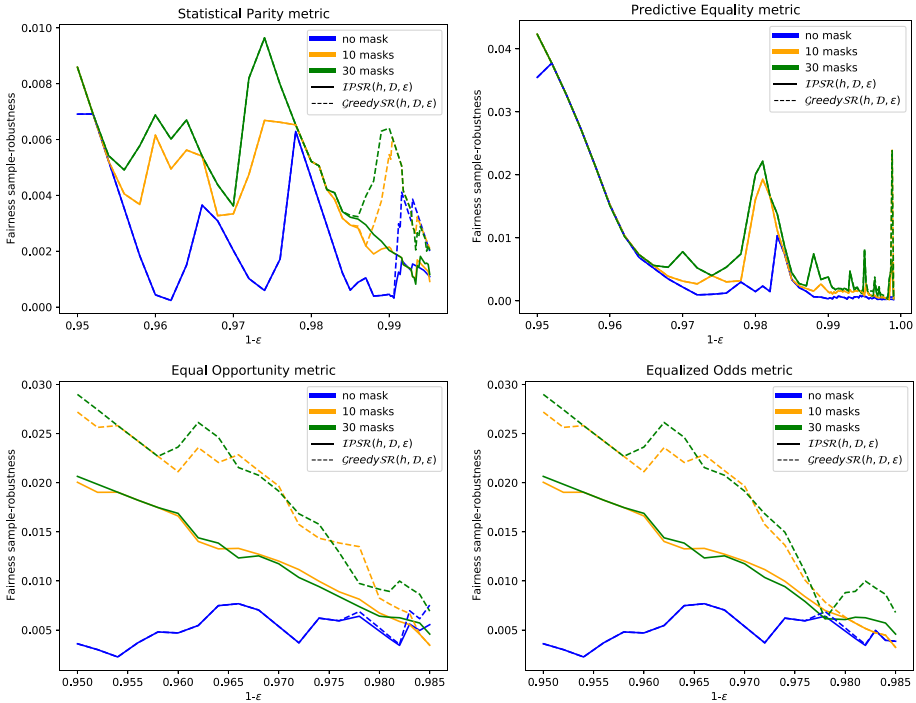 Statistical Parity metric
0.010
0.008
0.006
0.004
0.002
0.000
Fairness sample-robustness
no mask
10 masks
30 masks
𝓘𝓟𝓢𝓡(h, 𝓓, ε)
𝓖reedy𝓢𝓡(h, 𝓓, ε)
0.95 0.96 0.97 0.98 0.99
1-ε
Predictive Equality metric
0.04
0.03
0.02
0.01
0.00
Fairness sample-robustness
no mask
10 masks
30 masks
𝓘𝓟𝓢𝓡(h, 𝓓, ε)
𝓖reedy𝓢𝓡(h, 𝓓, ε)
0.95 0.96 0.97 0.98 0.99 1.00
1-ε
Equal Opportunity metric
0.030
0.025
0.020
0.015
0.010
0.005
Fairness sample-robustness
no mask
10 masks
30 masks
𝓘𝓟𝓢𝓡(h, 𝓓, ε)
𝓖reedy𝓢𝓡(h, 𝓓, ε)
0.950 0.955 0.960 0.965 0.970 0.975 0.980 0.985
1-ε
Equalized Odds metric
0.030
0.025
0.020
0.015
0.010
0.005
Fairness sample-robustness
no mask
10 masks
30 masks
𝓘𝓟𝓢𝓡(h, 𝓓, ε)
𝓖reedy𝓢𝓡(h, 𝓓, ε)
0.950 0.955 0.960 0.965 0.970 0.975 0.980 0.985
1-ε